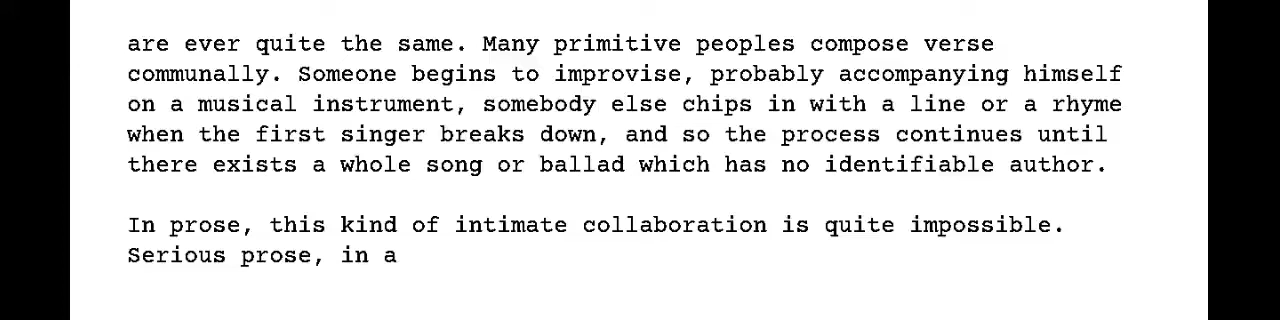 are ever quite the same. Many primitive peoples compose verse
communally. Someone begins to improvise, probably accompanying himself
on a musical instrument, somebody else chips in with a line or a rhyme
when the first singer breaks down, and so the process continues until
there exists a whole song or ballad which has no identifiable author.
In prose, this kind of intimate collaboration is quite impossible.
Serious prose, in a